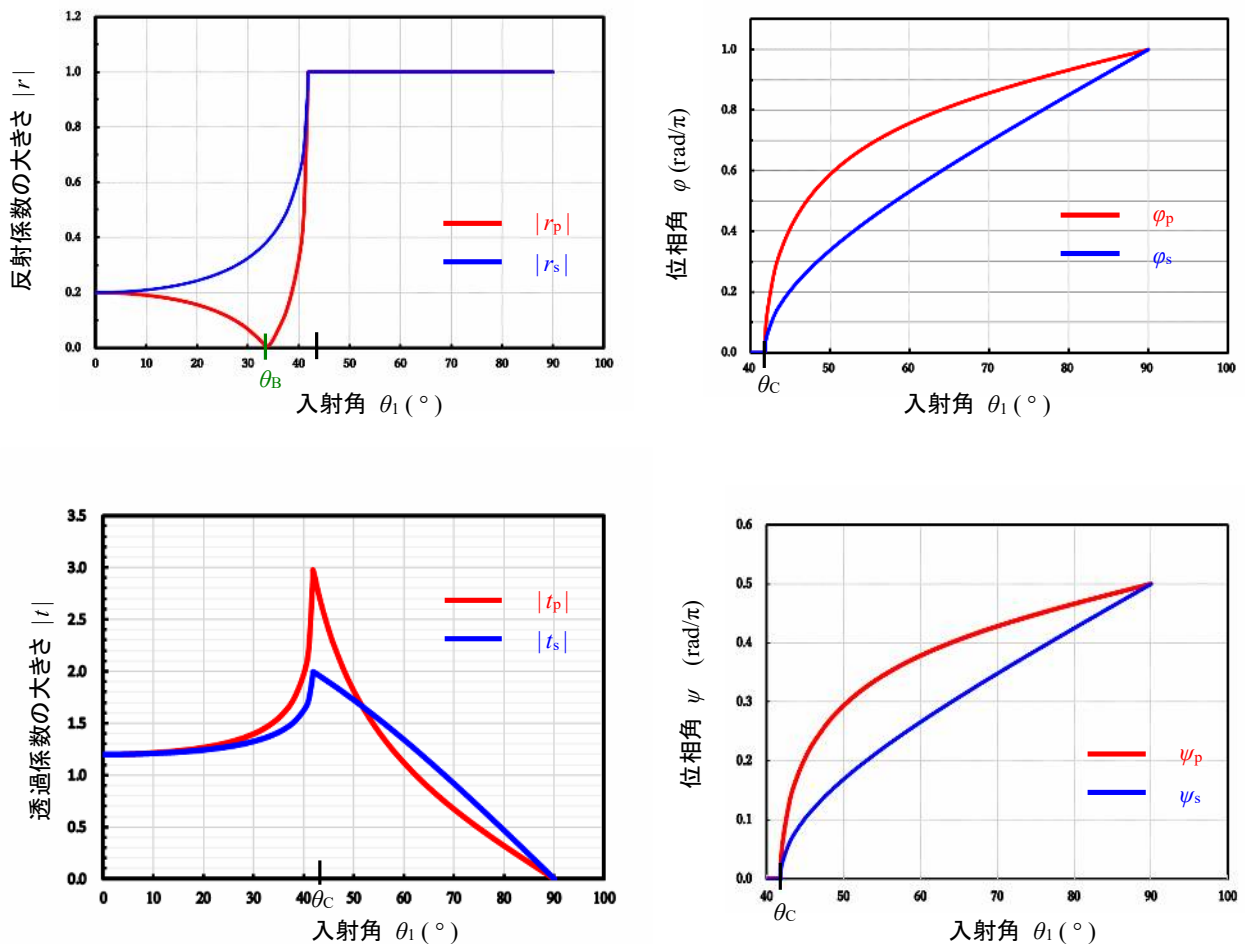 反射係数の大きさ |r|
1.2
1.0
0.8
0.6
0.4
0.2
0.0
|rp|
|rs|
0 10 20 30 40 50 60 70 80 90 100
θB
入射角 θ1 ( ° )
位相角 φ (rad/π)
1.0
0.8
0.6
0.4
0.2
0.0
φp
φs
40 50 60 70 80 90 100
θC
入射角 θ1 ( ° )
透過係数の大きさ |t|
3.5
3.0
2.5
2.0
1.5
1.0
0.5
0.0
|tp|
|ts|
0 10 20 30 40 50 60 70 80 90 100
θC
入射角 θ1 ( ° )
位相角 ψ (rad/π)
0.6
0.5
0.4
0.3
0.2
0.1
0.0
ψp
ψs
40 50 60 70 80 90 100
θC
入射角 θ1 ( ° )